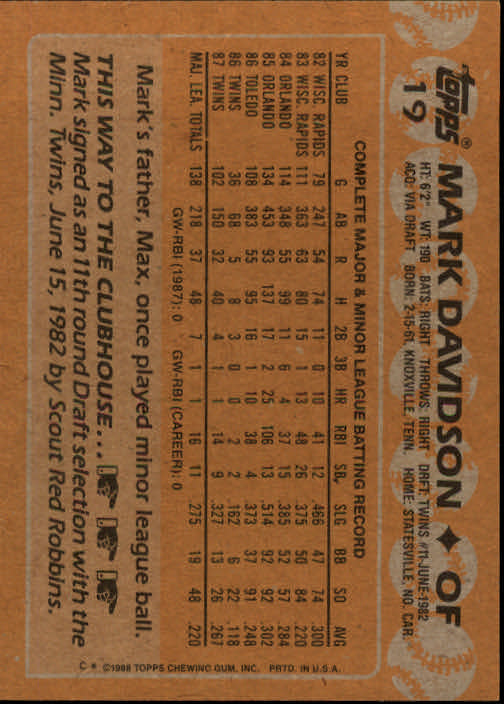 topps® MARK DAVIDSON ✦ OF
19
HT: 6'2" WT: 190 BATS: RIGHT THROWS: RIGHT DRFT: TWINS #11-JUNE-1982
ACQ: VIA DRAFT BORN: 2-15-61, KNOXVILLE, TENN. HOME: STATESVILLE, NO. CAR.
COMPLETE MAJOR & MINOR LEAGUE BATTING RECORD
YR CLUB G AB R H 2B 3B HR RBI SB, SLG BB SO AVG
82 WISC. RAPIDS 79 247 54 74 11 0 10 41 12 .466 47 74 .300
83 WISC. RAPIDS 111 363 63 80 15 1 13 48 26 .375 50 84 .220
84 ORLANDO 114 348 55 99 11 6 4 37 15 .385 52 57 .284
85 ORLANDO 134 453 93 137 17 2 25 106 13 .514 92 92 .302
86 TOLEDO 108 383 55 95 16 1 10 38 4 .373 37 91 .248
86 TWINS 36 68 5 8 3 0 0 2 2 .162 6 22 .118
87 TWINS 102 150 32 40 4 1 1 14 9 .327 13 26 .267
MAJ. LEA. TOTALS 138 218 37 48 7 1 1 16 11 .275 19 48 .220
GW-RBI (1987): 0 GW-RBI (CAREER): 0
Mark's father, Max, once played minor league ball.
THIS WAY TO THE CLUBHOUSE...
Mark signed as an 11th round Draft selection with the
Minn. Twins, June 15, 1982 by Scout Red Robbins.
C * ©1988 TOPPS CHEWING GUM, INC. PRTD. IN U.S.A.